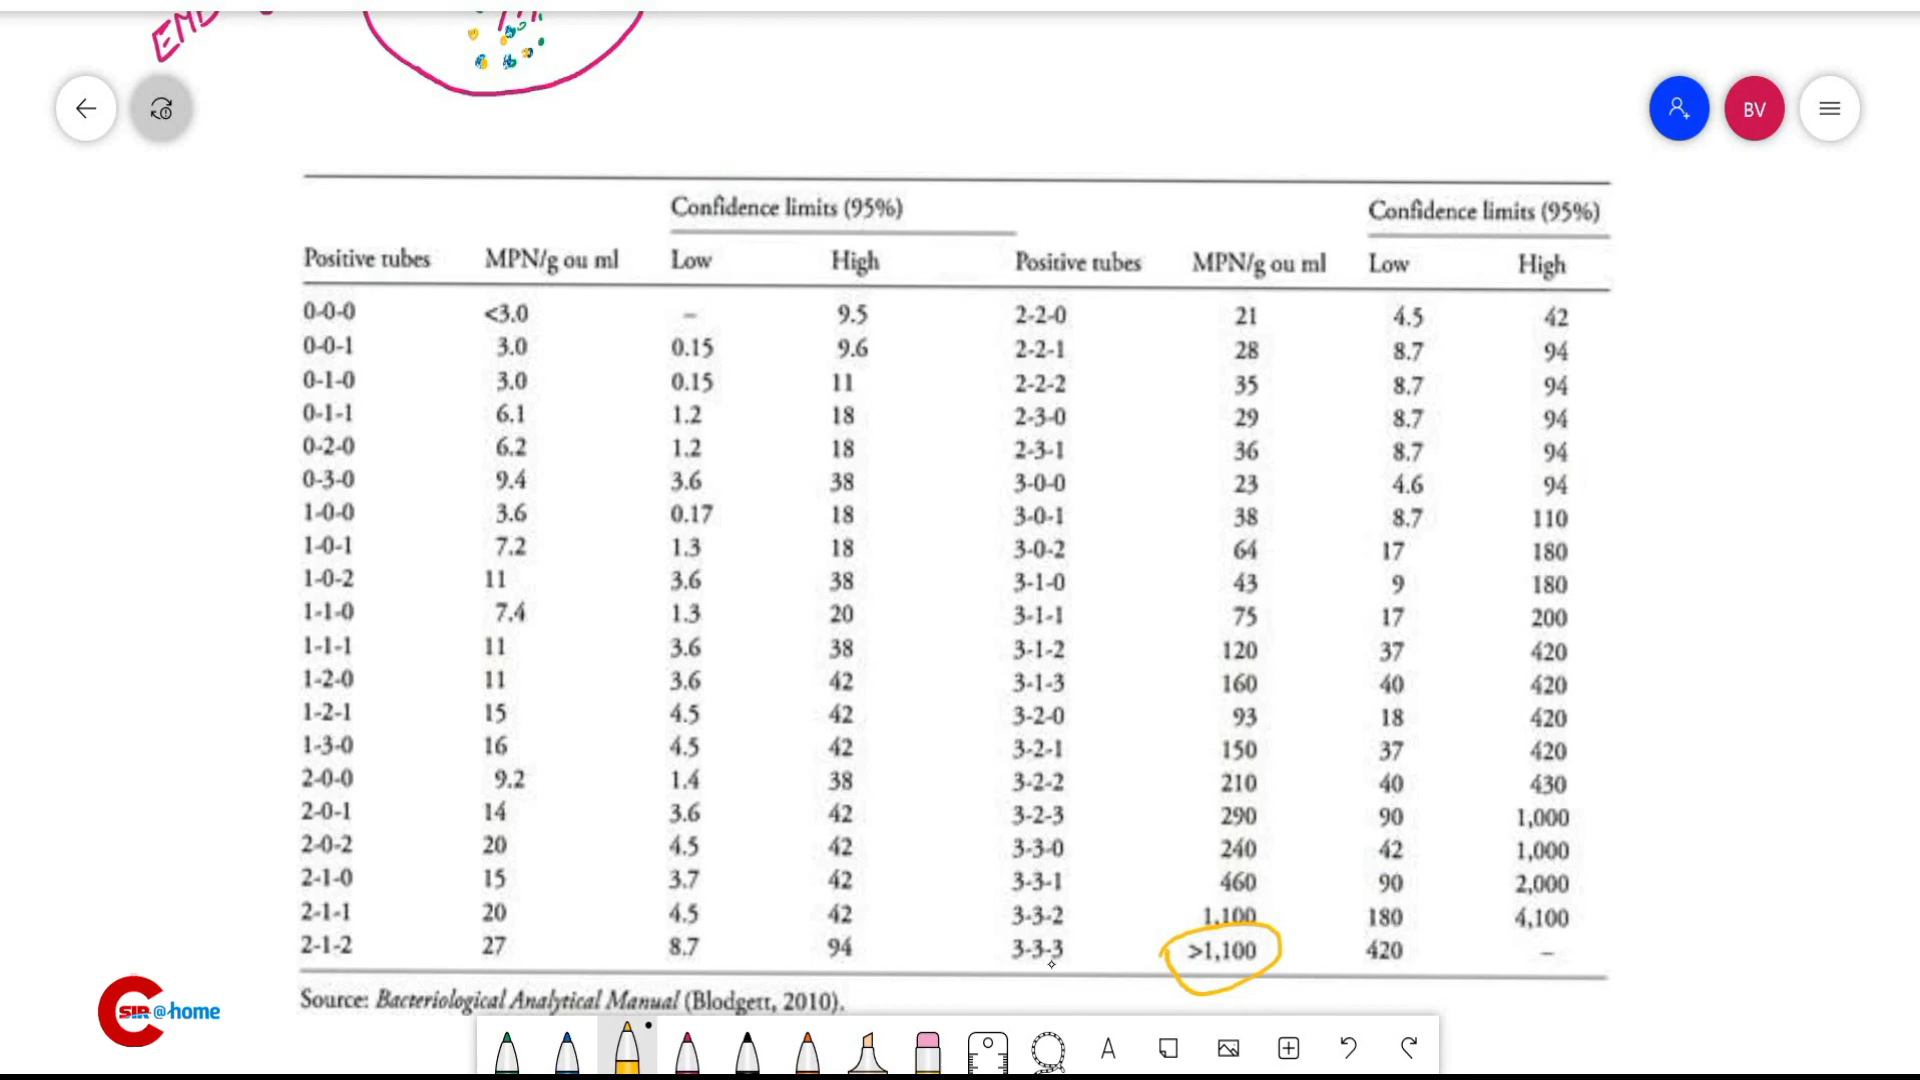 EMB
BV
Confidence limits (95%) Confidence limits (95%)
Positive tubes MPN/g ou ml Low High Positive tubes MPN/g ou ml Low High
0-0-0 <3.0 – 9.5 2-2-0 21 4.5 42
0-0-1 3.0 0.15 9.6 2-2-1 28 8.7 94
0-1-0 3.0 0.15 11 2-2-2 35 8.7 94
0-1-1 6.1 1.2 18 2-3-0 29 8.7 94
0-2-0 6.2 1.2 18 2-3-1 36 8.7 94
0-3-0 9.4 3.6 38 3-0-0 23 4.6 94
1-0-0 3.6 0.17 18 3-0-1 38 8.7 110
1-0-1 7.2 1.3 18 3-0-2 64 17 180
1-0-2 11 3.6 38 3-1-0 43 9 180
1-1-0 7.4 1.3 20 3-1-1 75 17 200
1-1-1 11 3.6 38 3-1-2 120 37 420
1-2-0 11 3.6 42 3-1-3 160 40 420
1-2-1 15 4.5 42 3-2-0 93 18 420
1-3-0 16 4.5 42 3-2-1 150 37 420
2-0-0 9.2 1.4 38 3-2-2 210 40 430
2-0-1 14 3.6 42 3-2-3 290 90 1,000
2-0-2 20 4.5 42 3-3-0 240 42 1,000
2-1-0 15 3.7 42 3-3-1 460 90 2,000
2-1-1 20 4.5 42 3-3-2 1,100 180 4,100
2-1-2 27 8.7 94 3-3-3 >1,100 420 –
Source: Bacteriological Analytical Manual (Blodgett, 2010).
CSIR@home
A